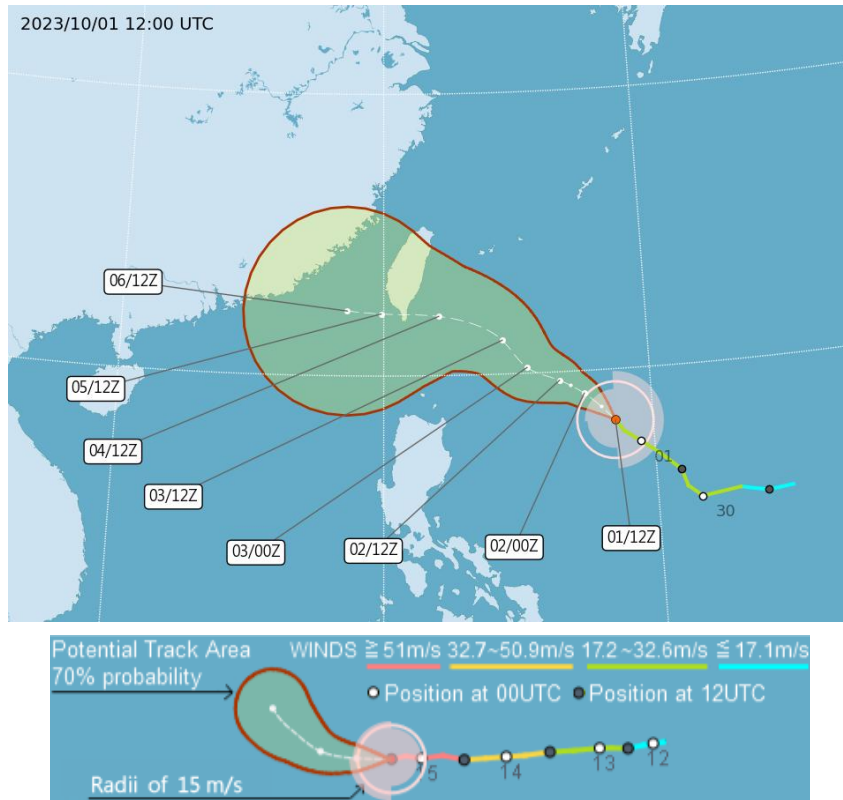 2023/10/01 12:00 UTC
06/12Z
05/12Z
04/12Z
03/12Z
03/00Z
02/12Z
02/00Z
01/12Z
01
30
Potential Track Area
70% probability
WINDS ≧ 51m/s 32.7~50.9m/s 17.2~32.6m/s ≦ 17.1m/s
Position at 00UTC Position at 12UTC
15 14 13 12
Radii of 15 m/s